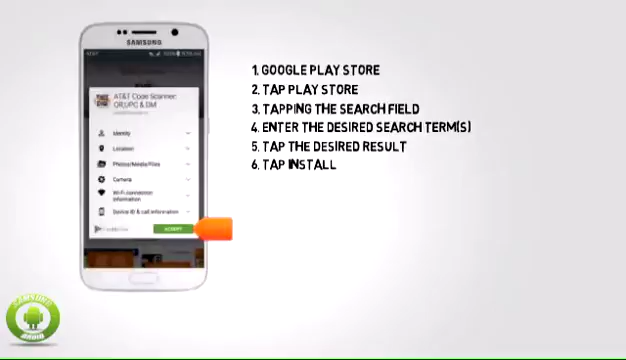 SAMSUNG
AT&T
AT&T Code Scanner:
QR,UPC & DM
Identity
Location
Photos/Media/Files
Camera
Wi-Fi connection
information
Device ID & call information
ACCEPT
1. GOOGLE PLAY STORE
2. TAP PLAY STORE
3. TAPPING THE SEARCH FIELD
4. ENTER THE DESIRED SEARCH TERM(S)
5. TAP THE DESIRED RESULT
6. TAP INSTALL
SAMSUNG